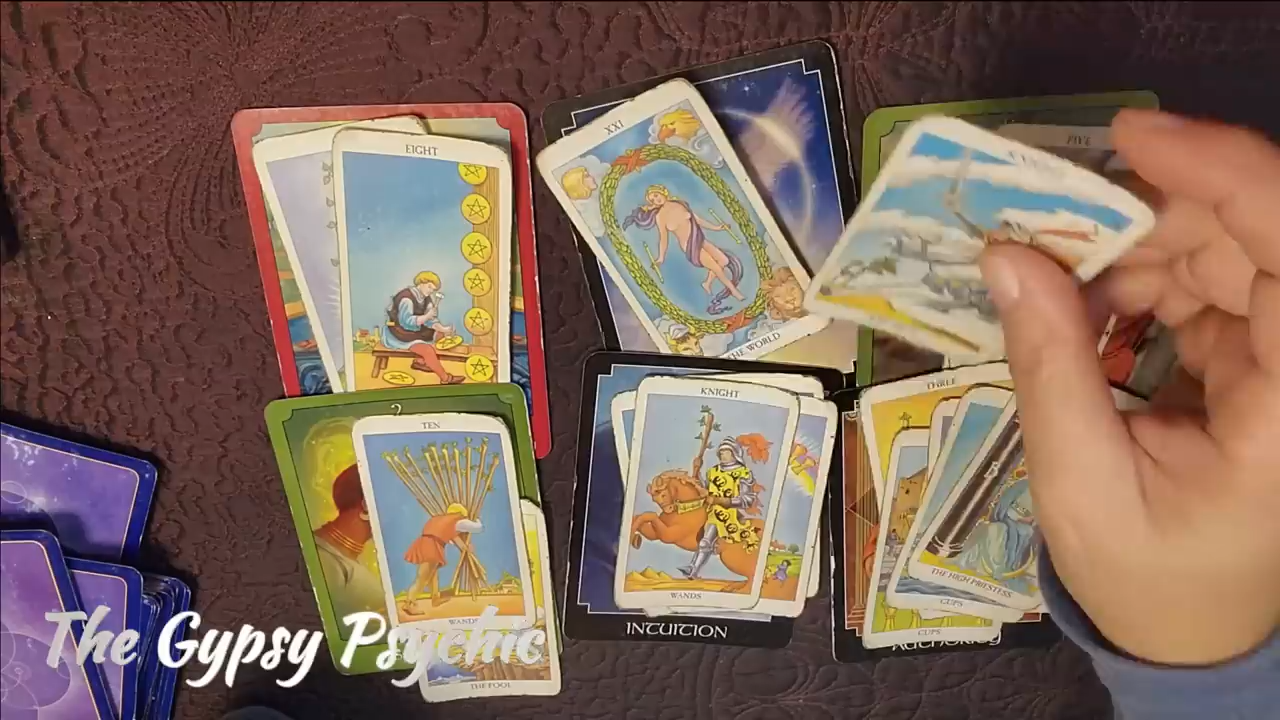 EIGHT
XXI
FIVE
THE WORLD
2
TEN
KNIGHT
THREE
WANDS
B
THE HIGH PRIESTESS
CUPS
CUPS
INTUITION
THE FOOL
The Gypsy Psychic